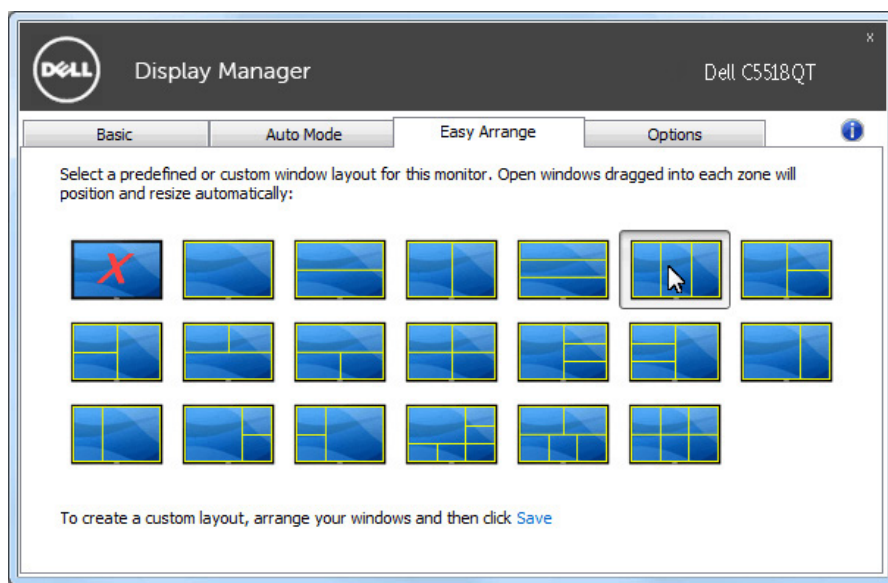 x
DELL
Display Manager
Dell C5518QT
Basic
Auto Mode
Easy Arrange
Options
i
Select a predefined or custom window layout for this monitor. Open windows dragged into each zone will
position and resize automatically:
X
To create a custom layout, arrange your windows and then click Save